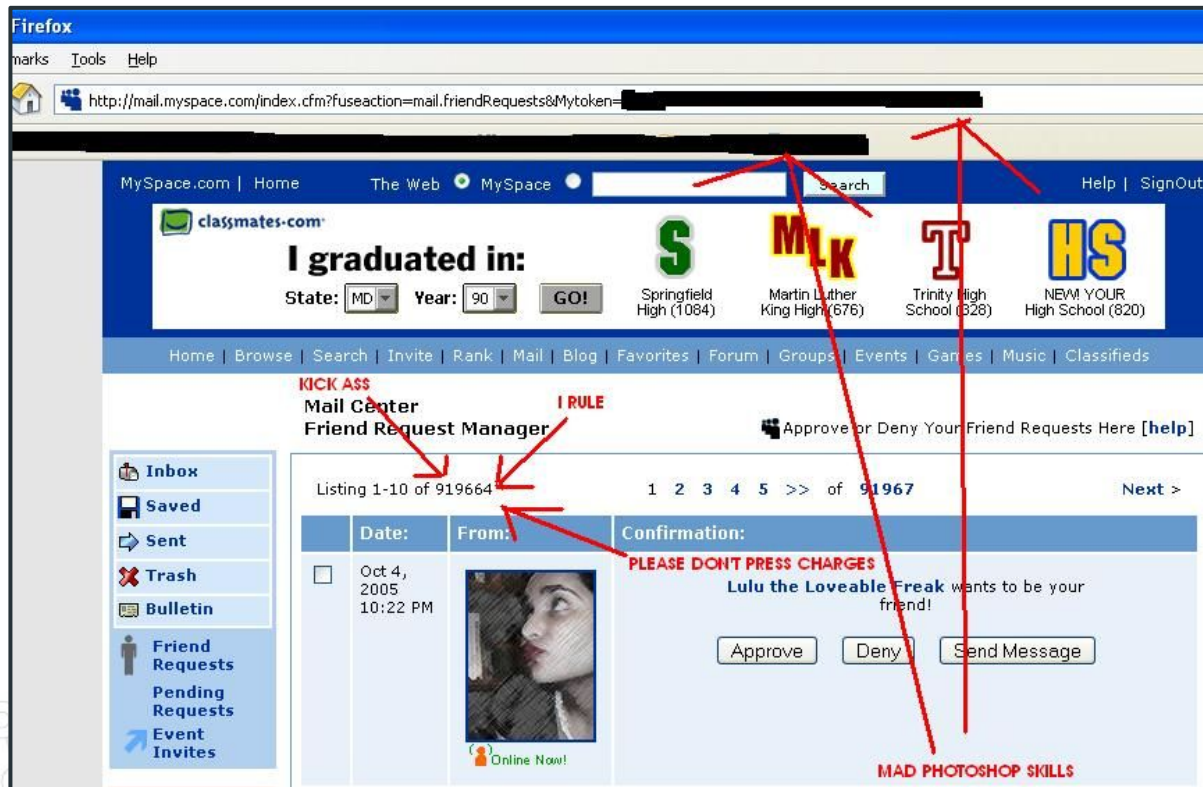 Firefox
marks Tools Help
http://mail.myspace.com/index.cfm?fuseaction=mail.friendRequests&Mytoken=
MySpace.com | Home The Web MySpace Search Help | SignOut
classmates.com
I graduated in:
State: MD Year: 90 GO!
S MLK T HS
Springfield High (1084)
Martin Luther King High (676)
Trinity High School (328)
NEW! YOUR High School (820)
Home | Browse | Search | Invite | Rank | Mail | Blog | Favorites | Forum | Groups | Events | Games | Music | Classifieds
KICK ASS
Mail Center
I RULE
Friend Request Manager
Approve or Deny Your Friend Requests Here [help]
Inbox
Saved
Sent
Trash
Bulletin
Friend
Requests
Pending
Requests
Event
Invites
Listing 1-10 of 919664
1 2 3 4 5 >> of 91967
Next >
Date: From: Confirmation:
PLEASE DON'T PRESS CHARGES
Oct 4,
2005
10:22 PM
Online Now!
Lulu the Loveable Freak wants to be your
friend!
Approve Deny Send Message
MAD PHOTOSHOP SKILLS